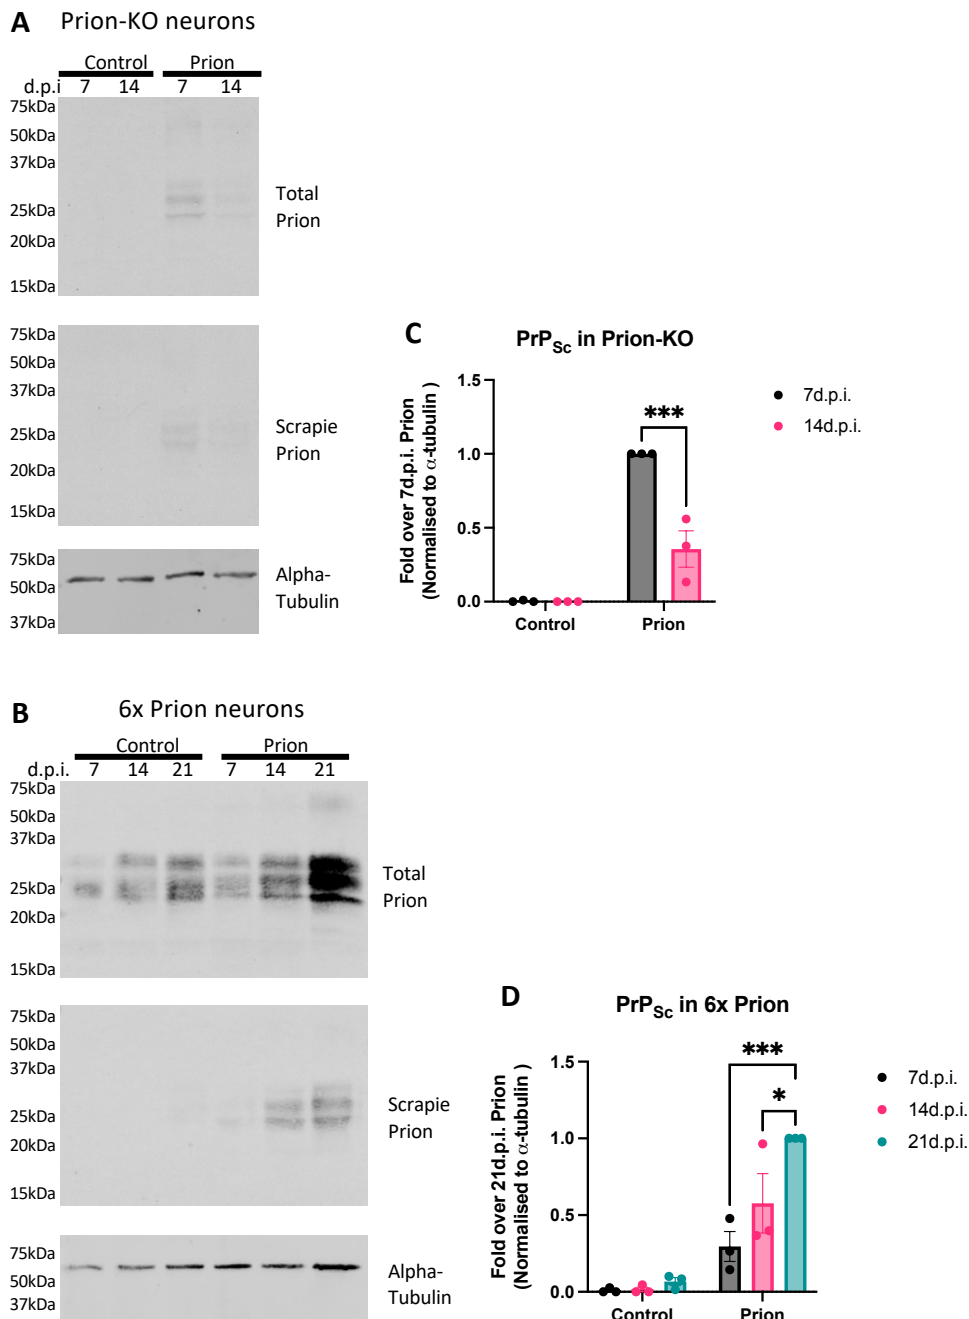 A Prion-KO neurons
Control Prion
d.p.i 7 14 7 14
75kDa
50kDa
37kDa
25kDa
20kDa
15kDa
Total
Prion
75kDa
50kDa
37kDa
25kDa
20kDa
15kDa
Scrapie
Prion
75kDa
50kDa
37kDa
Alpha-
Tubulin
C
PrPSc in Prion-KO
Fold over 7d.p.i. Prion
(Normalised to α-tubulin )
1.5
1.0
0.5
0.0
***
Control Prion
7d.p.i.
14d.p.i.
B 6x Prion neurons
Control Prion
d.p.i. 7 14 21 7 14 21
75kDa
50kDa
37kDa
25kDa
20kDa
15kDa
Total
Prion
75kDa
50kDa
37kDa
25kDa
20kDa
15kDa
Scrapie
Prion
75kDa
50kDa
37kDa
Alpha-
Tubulin
D
PrPSc in 6x Prion
Fold over 21d.p.i. Prion
(Normalised to α-tubulin )
1.5
1.0
0.5
0.0
***
*
Control Prion
7d.p.i.
14d.p.i.
21d.p.i.